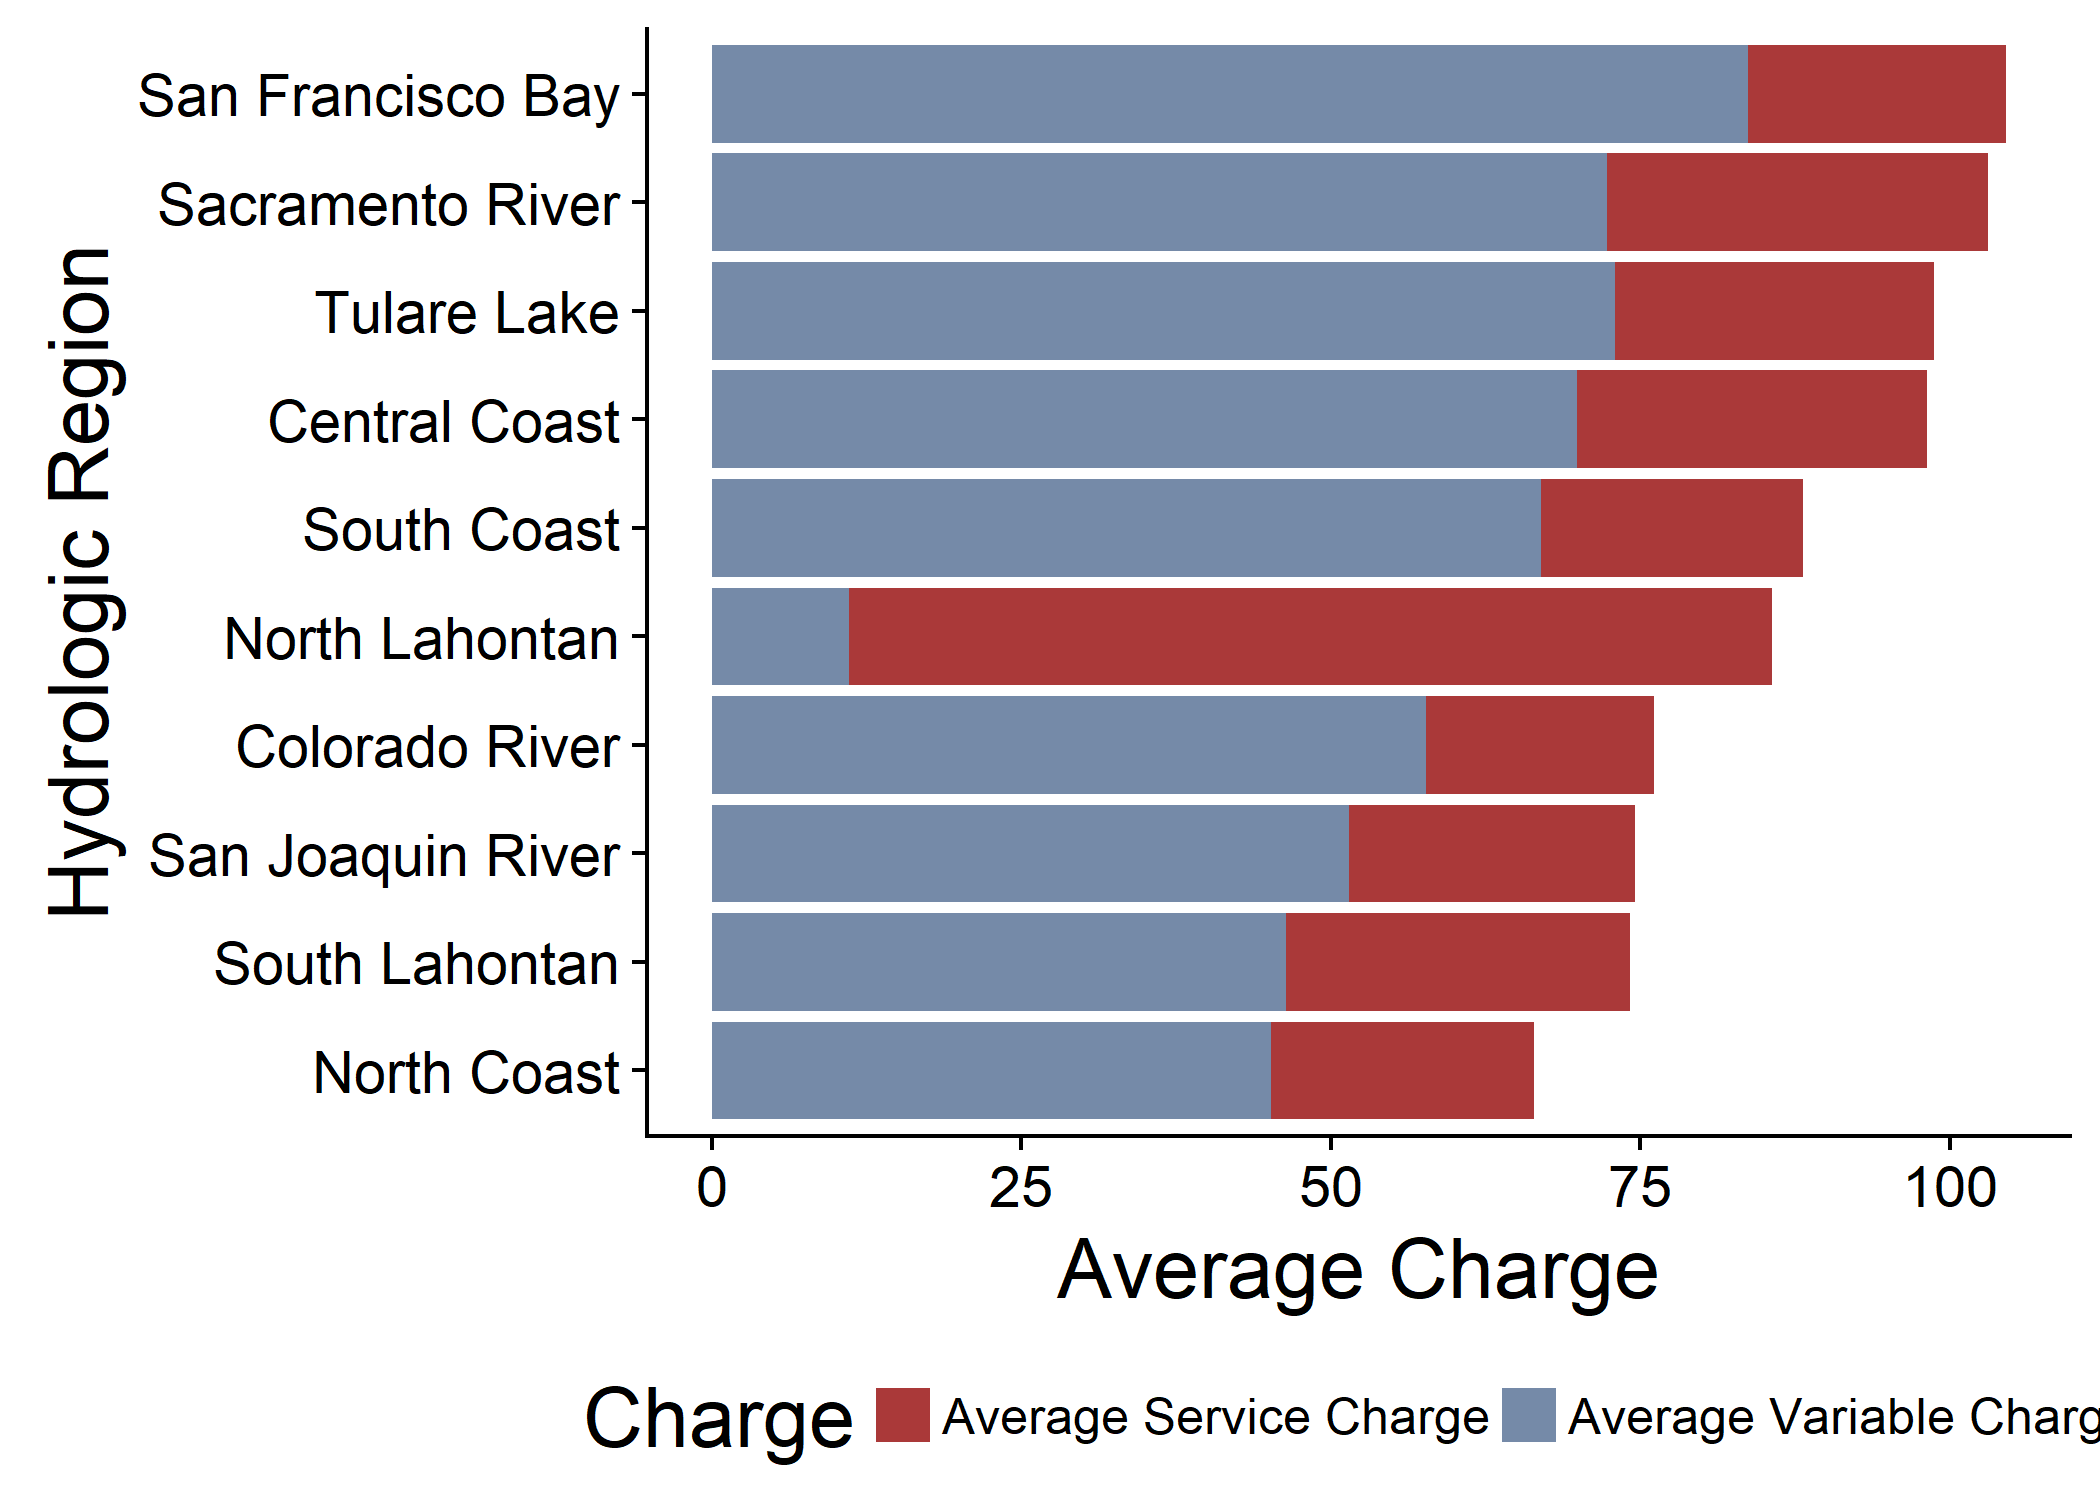 San Francisco Bay
Sacramento River
Tulare Lake
Central Coast
South Coast
North Lahontan
Colorado River
San Joaquin River
South Lahontan
North Coast
Hydrologic Region
0 25 50 75 100
Average Charge
Charge Average Service Charge Average Variable Charg